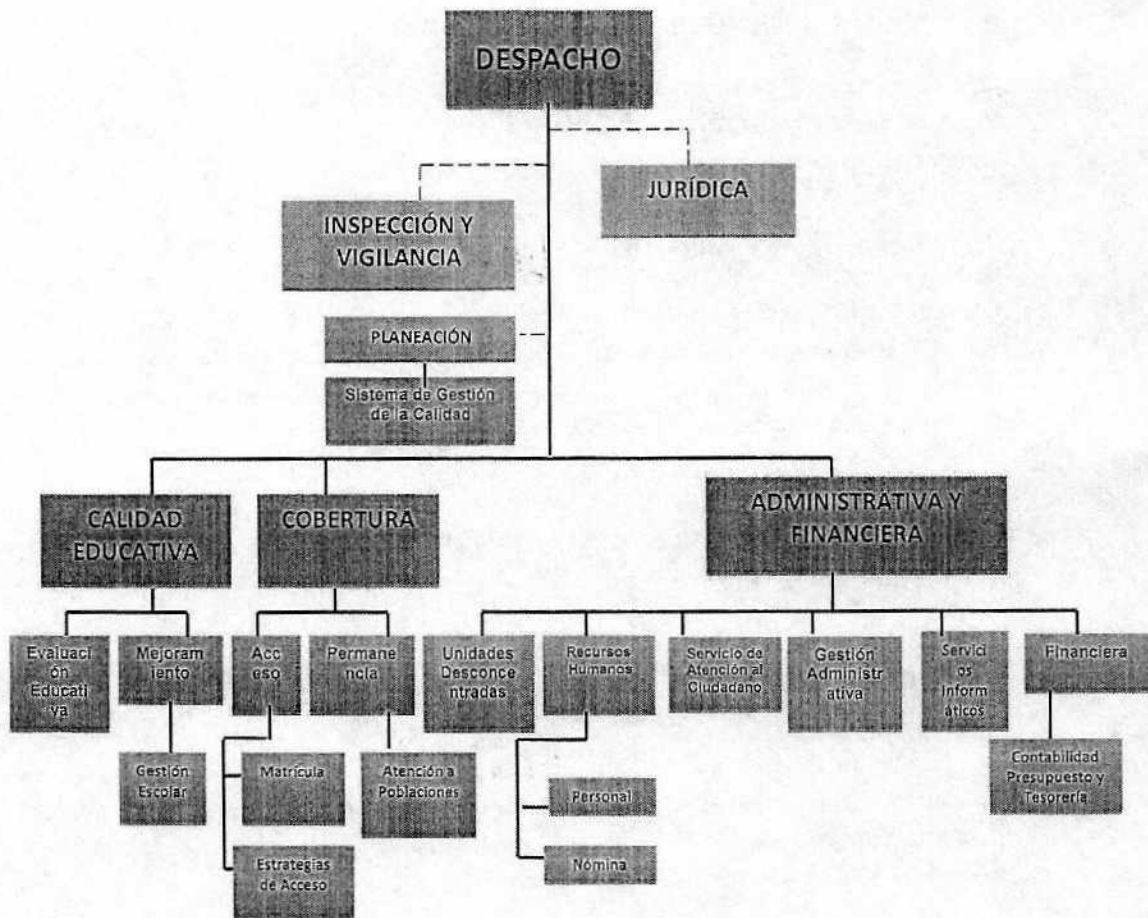 DESPACHO
JURÍDICA
INSPECCIÓN Y
VIGILANCIA
PLANEACIÓN
Sistema de Gestión
de la Calidad
CALIDAD
EDUCATIVA
COBERTURA
ADMINISTRATIVA Y
FINANCIERA
Evaluaci
ón
Educati
va
Mejoram
iento
Acc
eso
Permane
ncia
Unidades
Desconce
ntradas
Recursos
Humanos
Servicio de
Atención al
Ciudadano
Gestión
Administr
ativa
Servici
os
Inform
áticos
Financiera
Gestión
Escolar
Matrícula
Atención a
Poblaciones
Estrategias
de Acceso
Personal
Nómina
Contabilidad
Presupuesto y
Tesorería